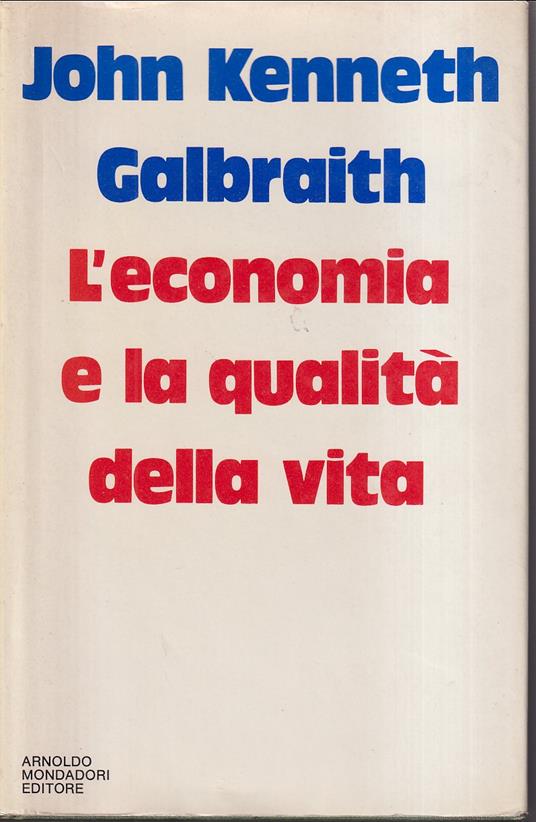 John Kenneth
Galbraith
L'economia
e la qualità
della vita
ARNOLDO
MONDADORI
EDITORE